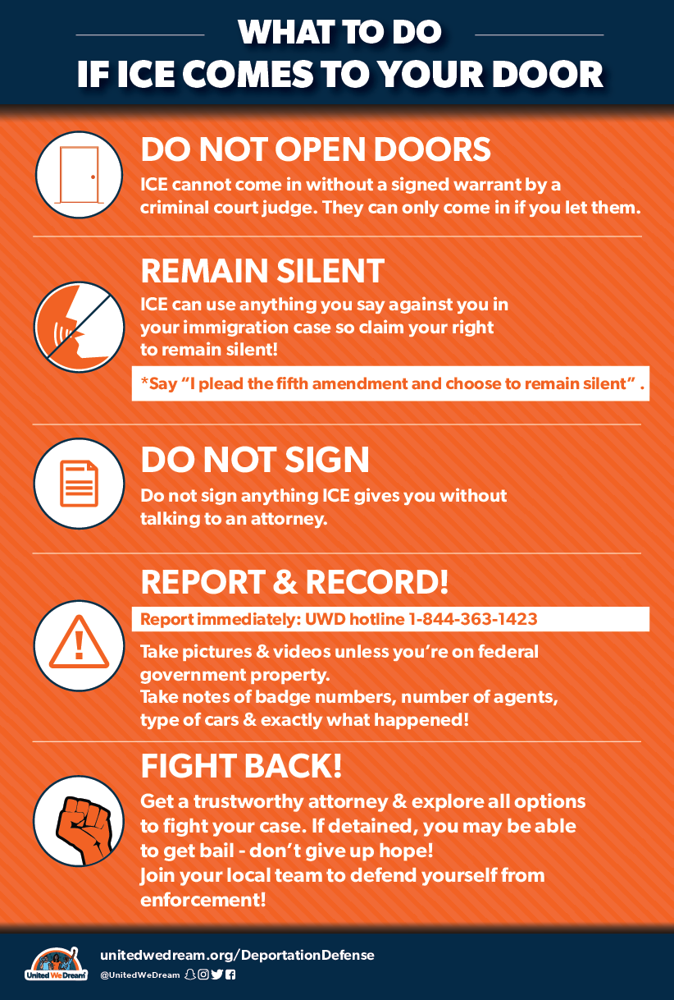 WHAT TO DO
IF ICE COMES TO YOUR DOOR
DO NOT OPEN DOORS
ICE cannot come in without a signed warrant by a
criminal court judge. They can only come in if you let them.
REMAIN SILENT
ICE can use anything you say against you in
your immigration case so claim your right
to remain silent!
*Say “I plead the fifth amendment and choose to remain silent” .
DO NOT SIGN
Do not sign anything ICE gives you without
talking to an attorney.
REPORT & RECORD!
Report immediately: UWD hotline 1-844-363-1423
Take pictures & videos unless you’re on federal
government property.
Take notes of badge numbers, number of agents,
type of cars & exactly what happened!
FIGHT BACK!
Get a trustworthy attorney & explore all options
to fight your case. If detained, you may be able
to get bail - don’t give up hope!
Join your local team to defend yourself from
enforcement!
unitedwedream.org/DeportationDefense
United We Dream
@UnitedWeDream